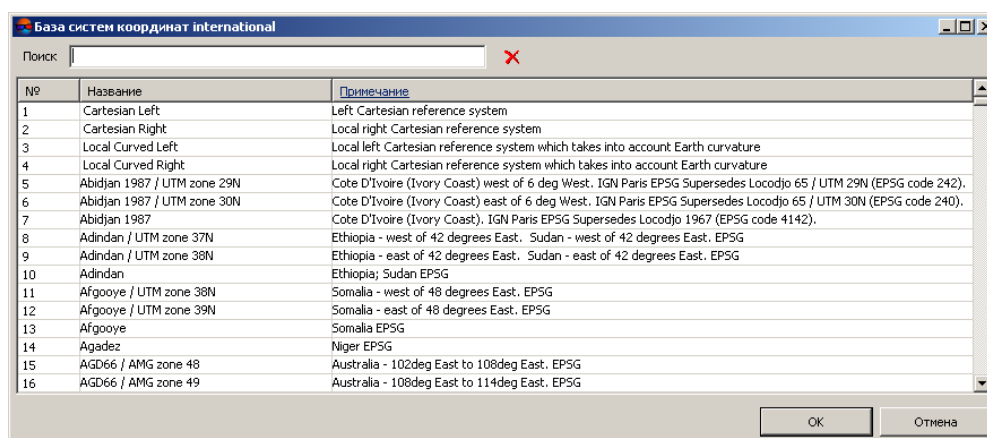 База систем координат international
Поиск
№ Название Примечание
1 Cartesian Left Left Cartesian reference system
2 Cartesian Right Local right Cartesian reference system
3 Local Curved Left Local left Cartesian reference system which takes into account Earth curvature
4 Local Curved Right Local right Cartesian reference system which takes into account Earth curvature
5 Abidjan 1987 / UTM zone 29N Cote D'Ivoire (Ivory Coast) west of 6 deg West. IGN Paris EPSG Supersedes Locodjo 65 / UTM 29N (EPSG code 242).
6 Abidjan 1987 / UTM zone 30N Cote D'Ivoire (Ivory Coast) east of 6 deg West. IGN Paris EPSG Supersedes Locodjo 65 / UTM 30N (EPSG code 240).
7 Abidjan 1987 Cote D'Ivoire (Ivory Coast). IGN Paris EPSG Supersedes Locodjo 1967 (EPSG code 4142).
8 Adindan / UTM zone 37N Ethiopia - west of 42 degrees East. Sudan - west of 42 degrees East. EPSG
9 Adindan / UTM zone 38N Ethiopia - east of 42 degrees East. Sudan - east of 42 degrees East. EPSG
10 Adindan Ethiopia; Sudan EPSG
11 Afgooye / UTM zone 38N Somalia - west of 48 degrees East. EPSG
12 Afgooye / UTM zone 39N Somalia - east of 48 degrees East. EPSG
13 Afgooye Somalia EPSG
14 Agadez Niger EPSG
15 AGD66 / AMG zone 48 Australia - 102deg East to 108deg East. EPSG
16 AGD66 / AMG zone 49 Australia - 108deg East to 114deg East. EPSG
OK Отмена